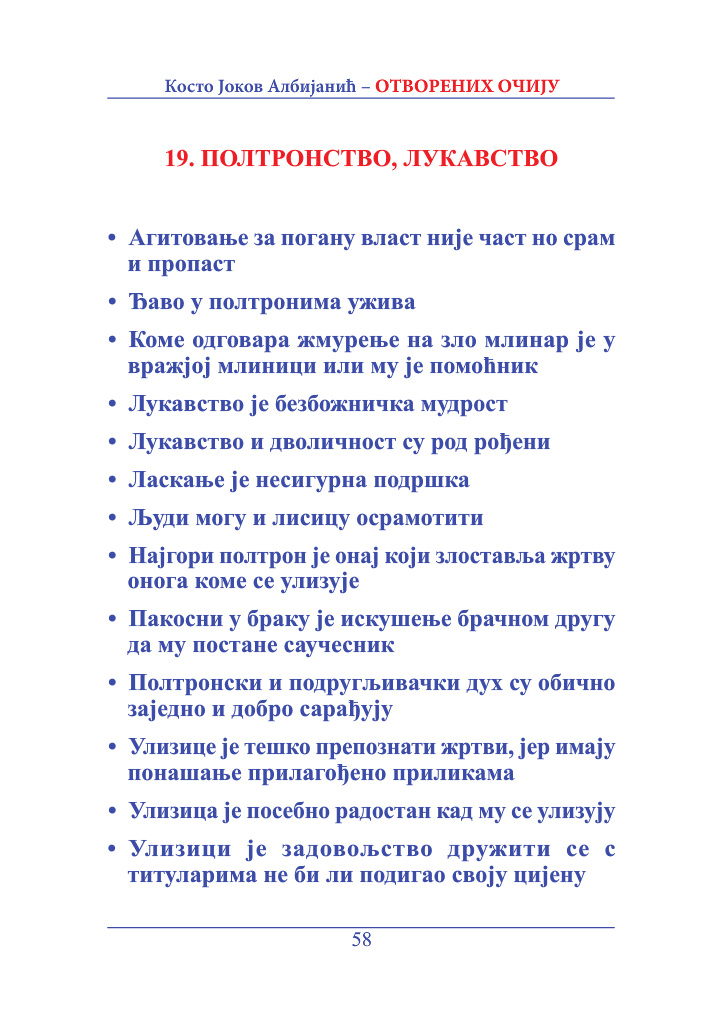 Косто Јоков Албијанић – ОТВОРЕНИХ ОЧИЈУ
19. ПОЛТРОНСТВО, ЛУКАВСТВО
• Агитовање за погану власт није част но срам
и пропаст
• Ђаво у полтронима ужива
• Коме одговара жмурење на зло млинар је у
вражјој млиници или му је помоћник
• Лукавство је безбожничка мудрост
• Лукавство и дволичност су род рођени
• Ласкање је несигурна подршка
• Људи могу и лисицу осрамотити
• Најгори полтрон је онај који злоставља жртву
онога коме се улизује
• Пакосни у браку је искушење брачном другу
да му постане саучесник
• Полтронски и подругљивачки дух су обично
заједно и добро сарађују
• Улизице је тешко препознати жртви, јер имају
понашање прилагођено приликама
• Улизица је посебно радостан кад му се улизују
• Улизици је задовољство дружити се с
титуларима не би ли подигао своју цијену
58